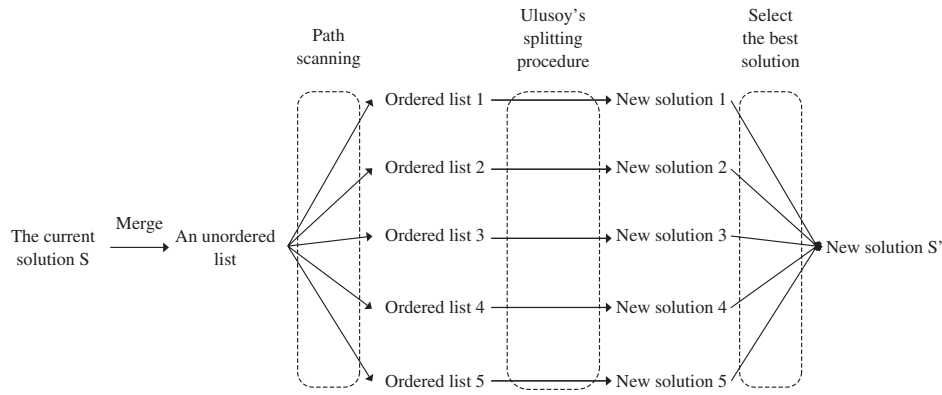 Path
scanning
Ulusoy's
splitting
procedure
Select
the best
solution
Ordered list 1
New solution 1
Ordered list 2
New solution 2
The current
solution S
Merge
An unordered
list
Ordered list 3
New solution 3
New solution S'
Ordered list 4
New solution 4
Ordered list 5
New solution 5